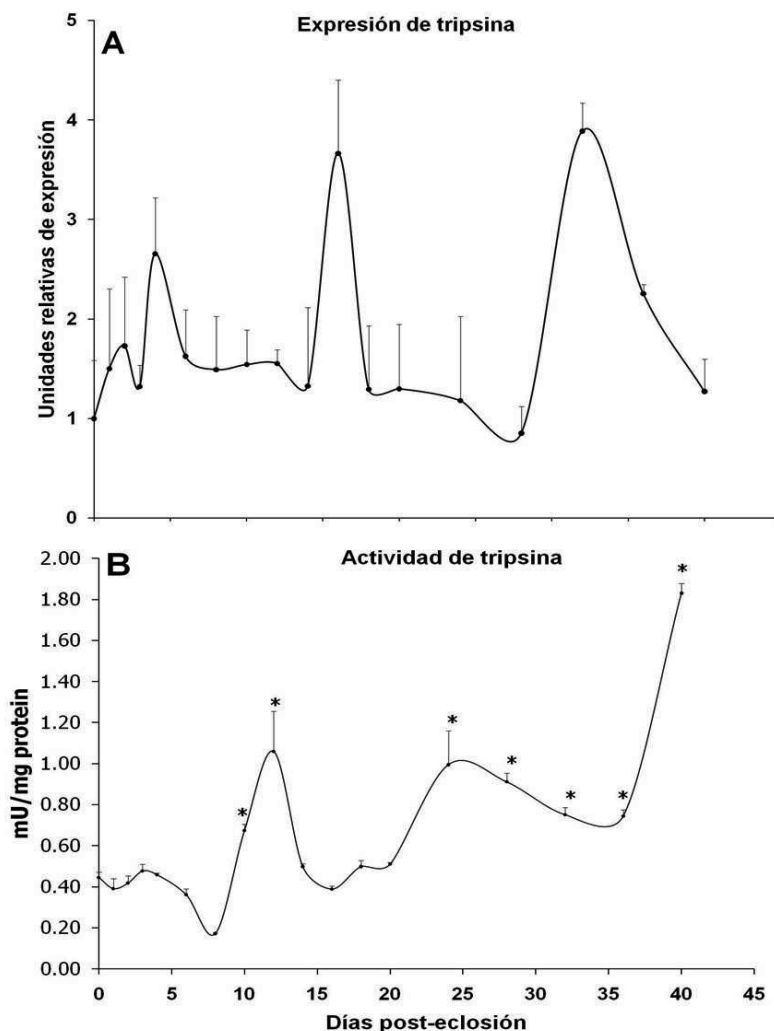 A
Expresión de tripsina
5
4
3
2
1
0
Unidades relativas de expresión
B
Actividad de tripsina
2.00
1.80
1.60
1.40
1.20
1.00
0.80
0.60
0.40
0.20
0.00
mU/mg protein
* * * * * * *
0 5 10 15 20 25 30 35 40 45
Días post-eclosión